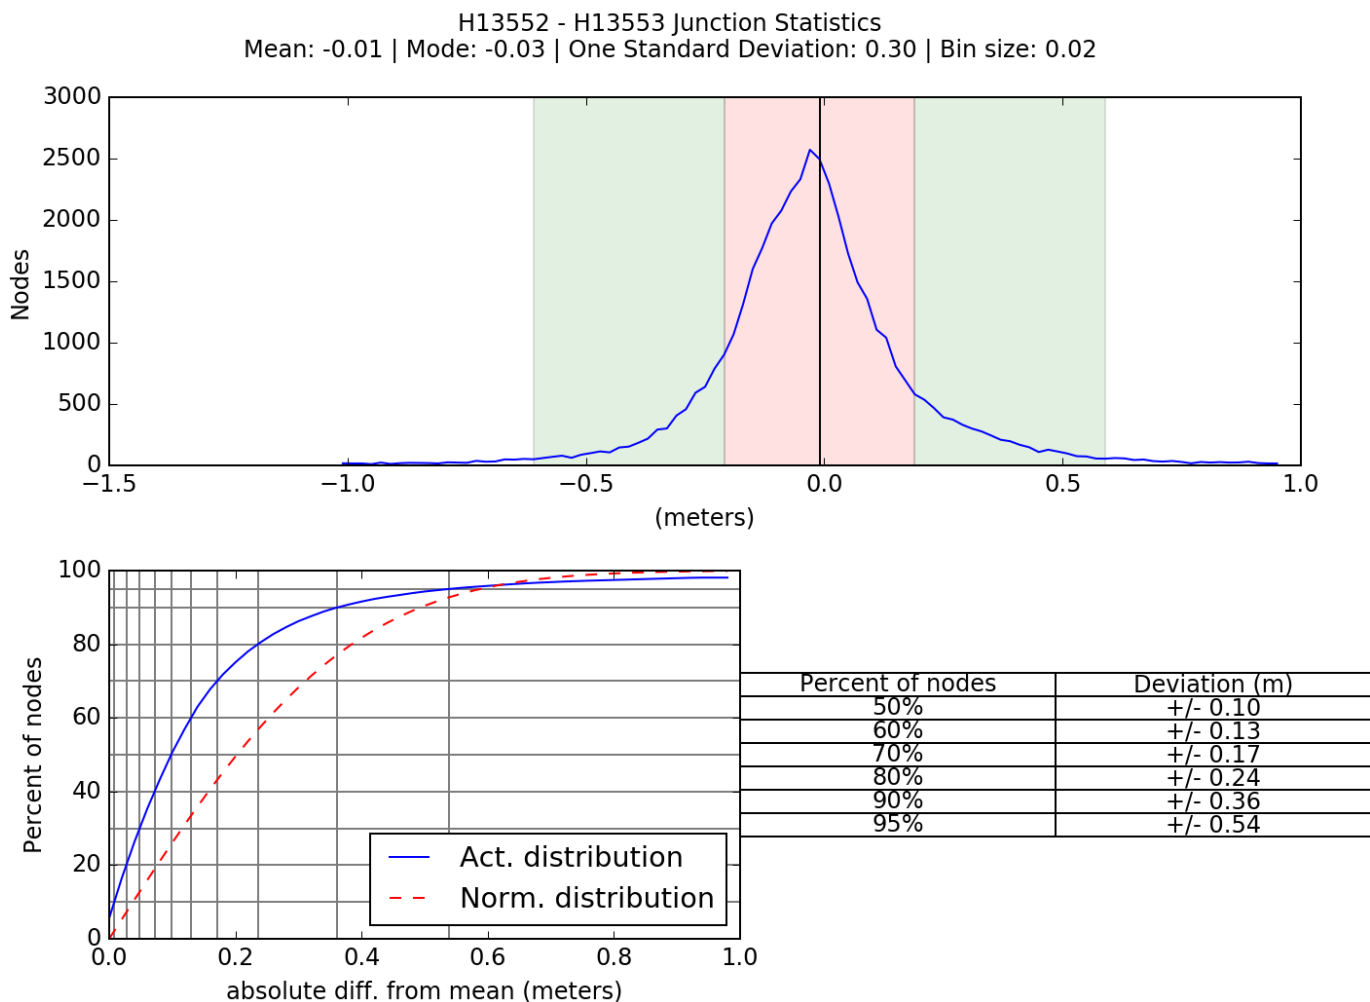 H13552 - H13553 Junction Statistics
Mean: -0.01 | Mode: -0.03 | One Standard Deviation: 0.30 | Bin size: 0.02
3000
2500
2000
1500
1000
500
0
Nodes
−1.5 −1.0 −0.5 0.0 0.5 1.0
(meters)
100
80
60
40
20
0
Percent of nodes
Act. distribution
Norm. distribution
0.0 0.2 0.4 0.6 0.8 1.0
absolute diff. from mean (meters)
Percent of nodes Deviation (m)
50% +/- 0.10
60% +/- 0.13
70% +/- 0.17
80% +/- 0.24
90% +/- 0.36
95% +/- 0.54